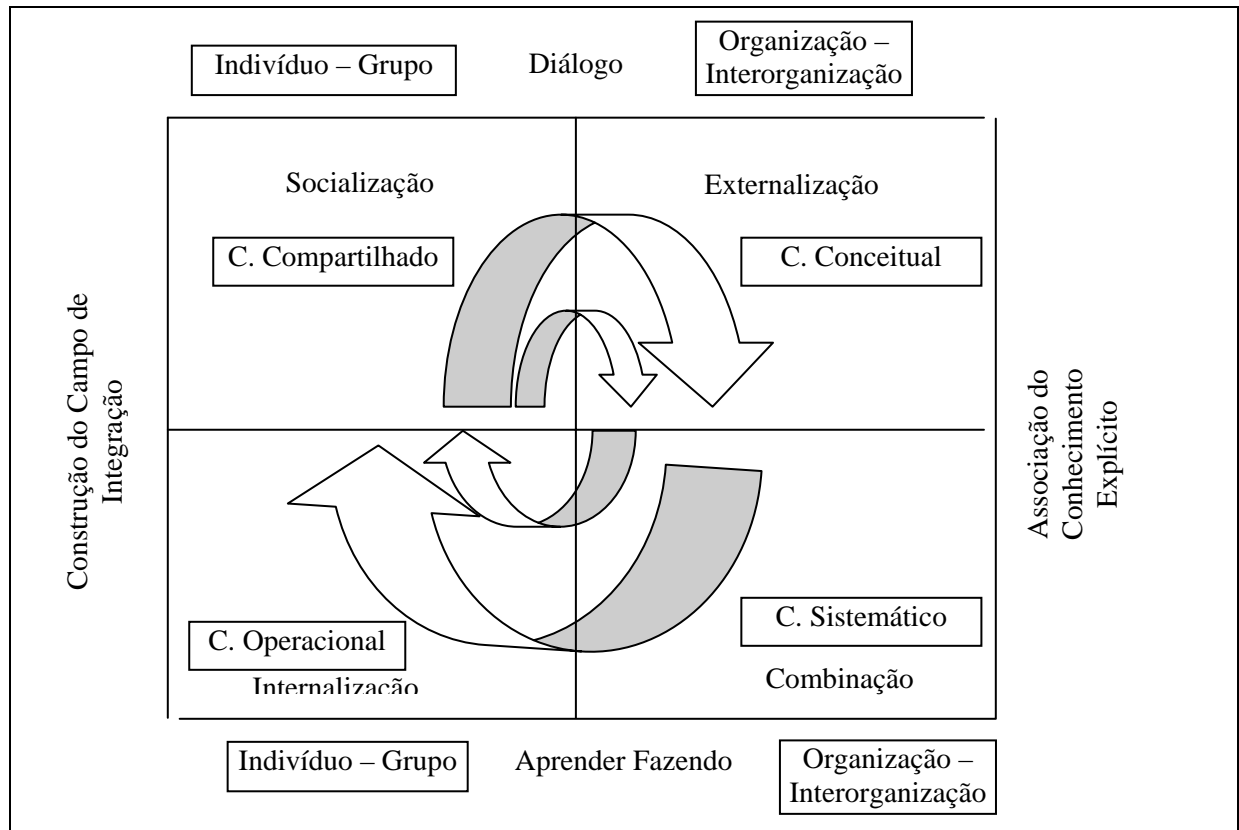 Indivíduo – Grupo
Diálogo
Organização –
Interorganização
Socialização
Externalização
C. Compartilhado
C. Conceitual
Construção do Campo de
Integração
Associação do
Conhecimento
Explícito
C. Operacional
Internalização
C. Sistemático
Combinação
Indivíduo – Grupo
Aprender Fazendo
Organização –
Interorganização